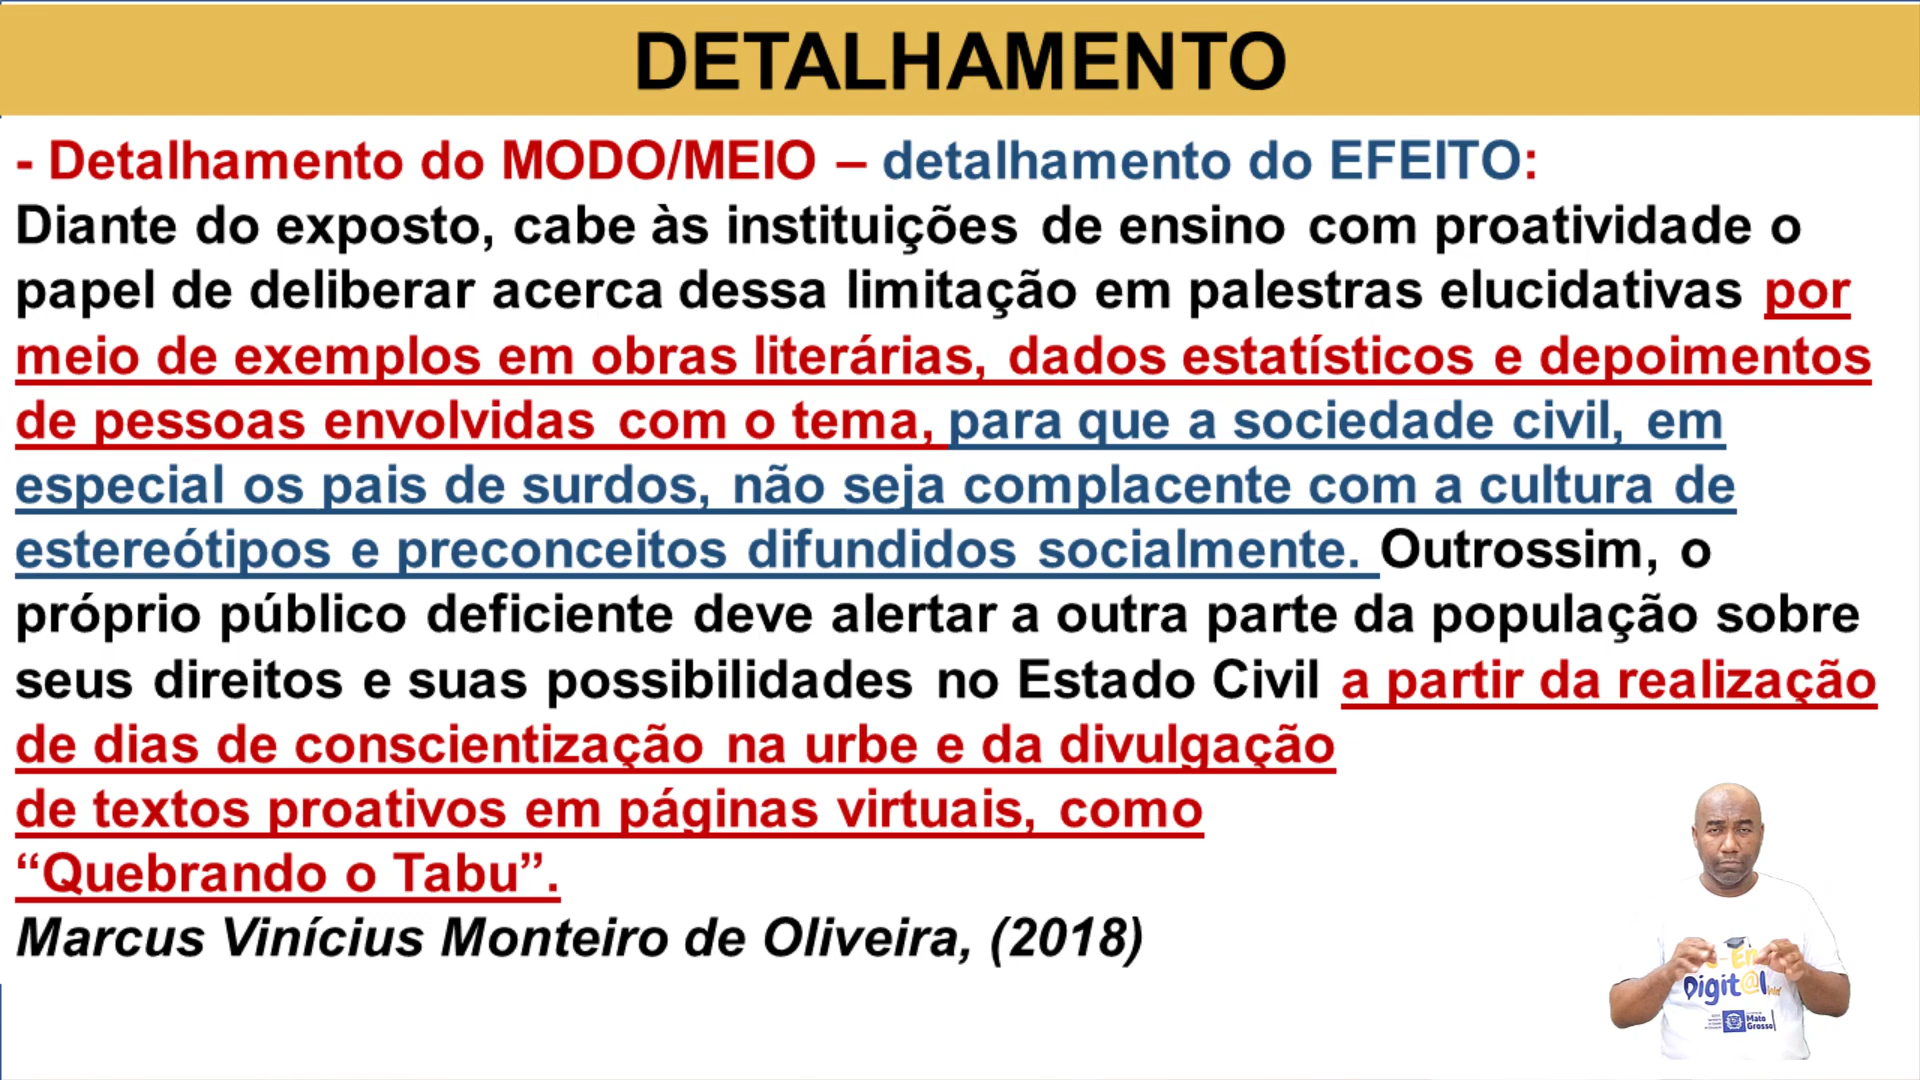 DETALHAMENTO
- Detalhamento do MODO/MEIO – detalhamento do EFEITO:
Diante do exposto, cabe às instituições de ensino com proatividade o
papel de deliberar acerca dessa limitação em palestras elucidativas por
meio de exemplos em obras literárias, dados estatísticos e depoimentos
de pessoas envolvidas com o tema, para que a sociedade civil, em
especial os pais de surdos, não seja complacente com a cultura de
estereótipos e preconceitos difundidos socialmente. Outrossim, o
próprio público deficiente deve alertar a outra parte da população sobre
seus direitos e suas possibilidades no Estado Civil a partir da realização
de dias de conscientização na urbe e da divulgação
de textos proativos em páginas virtuais, como
“Quebrando o Tabu”.
Marcus Vinícius Monteiro de Oliveira, (2018)
En
Digit@l
Mato
Grosso